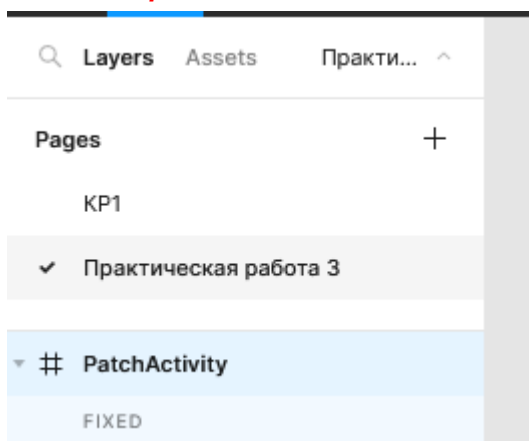 Layers Assets Практи...
Pages
KP1
Практическая работа 3
PatchActivity
FIXED